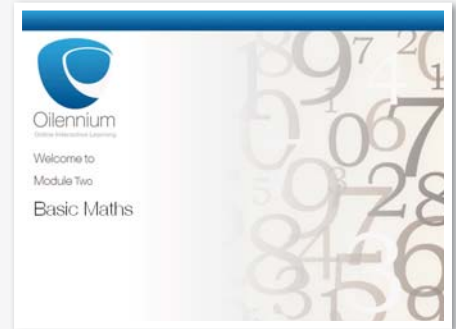 Oilennium
Online Interactive Learning
Welcome to
Module Two
Basic Maths